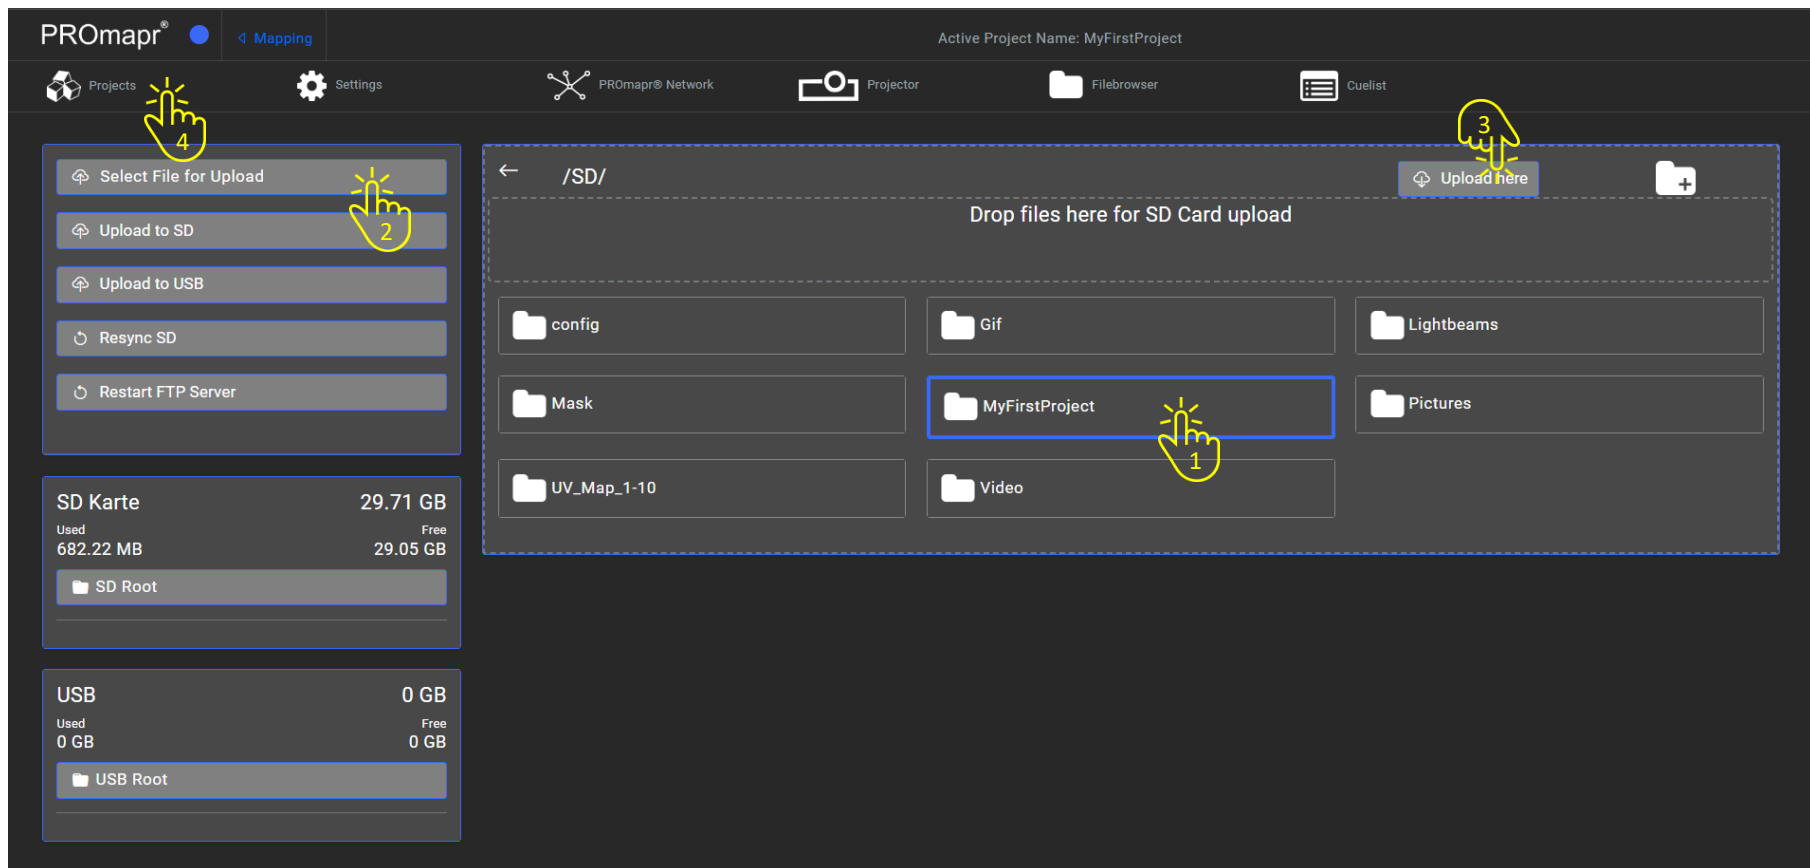 PROmapr®
Mapping
Active Project Name: MyFirstProject
Projects
Settings
PROmapr® Network
Projector
Filebrowser
Cuelist
4
3
Select File for Upload
2
Upload to SD
Upload to USB
Resync SD
Restart FTP Server
/SD/
Upload here
Drop files here for SD Card upload
config
Gif
Lightbeams
Mask
MyFirstProject
1
Pictures
UV_Map_1-10
Video
SD Karte 29.71 GB
Used Free
682.22 MB 29.05 GB
SD Root
USB 0 GB
Used Free
0 GB 0 GB
USB Root